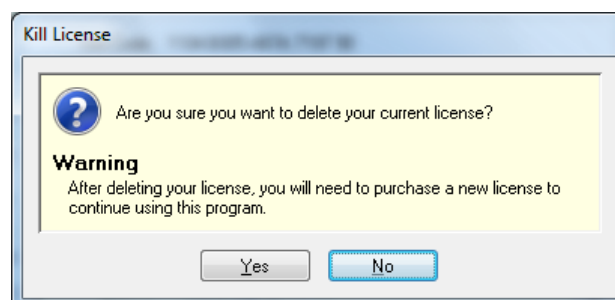 Kill License
Are you sure you want to delete your current license?
Warning
After deleting your license, you will need to purchase a new license to
continue using this program.
Yes
No